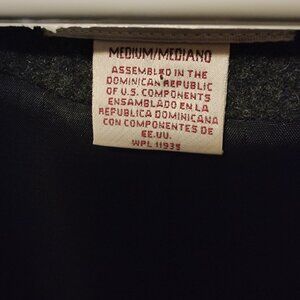 MEDIUM/MEDIANO
ASSEMBLED IN THE
DOMINICAN REPUBLIC
OF U.S. COMPONENTS
ENSAMBLADO EN LA
REPUBLICA DOMINICANA
CON COMPONENTES DE
EE.UU.
WPL 11935